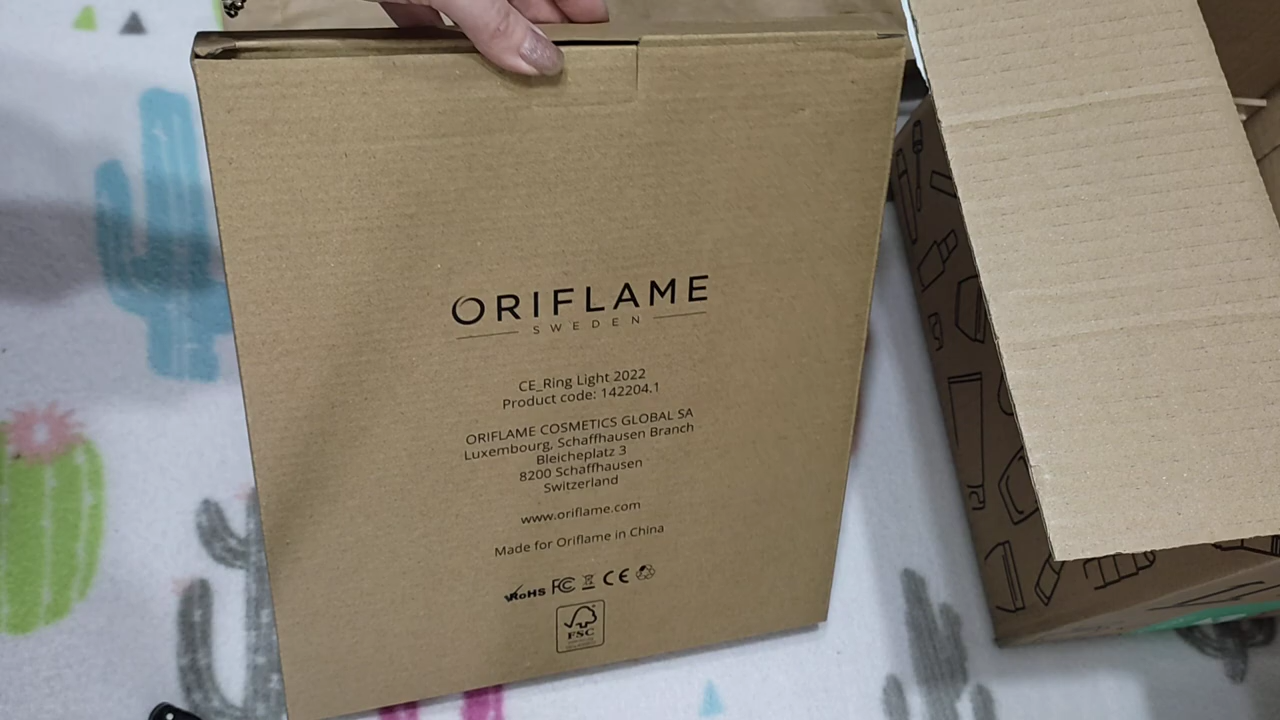 ORIFLAME
SWEDEN
CE_Ring Light 2022
Product code: 142204.1
ORIFLAME COSMETICS GLOBAL SA
Luxembourg, Schaffhausen Branch
Bleicheplatz 3
8200 Schaffhausen
Switzerland
www.oriflame.com
Made for Oriflame in China
RoHS FC CE
FSC